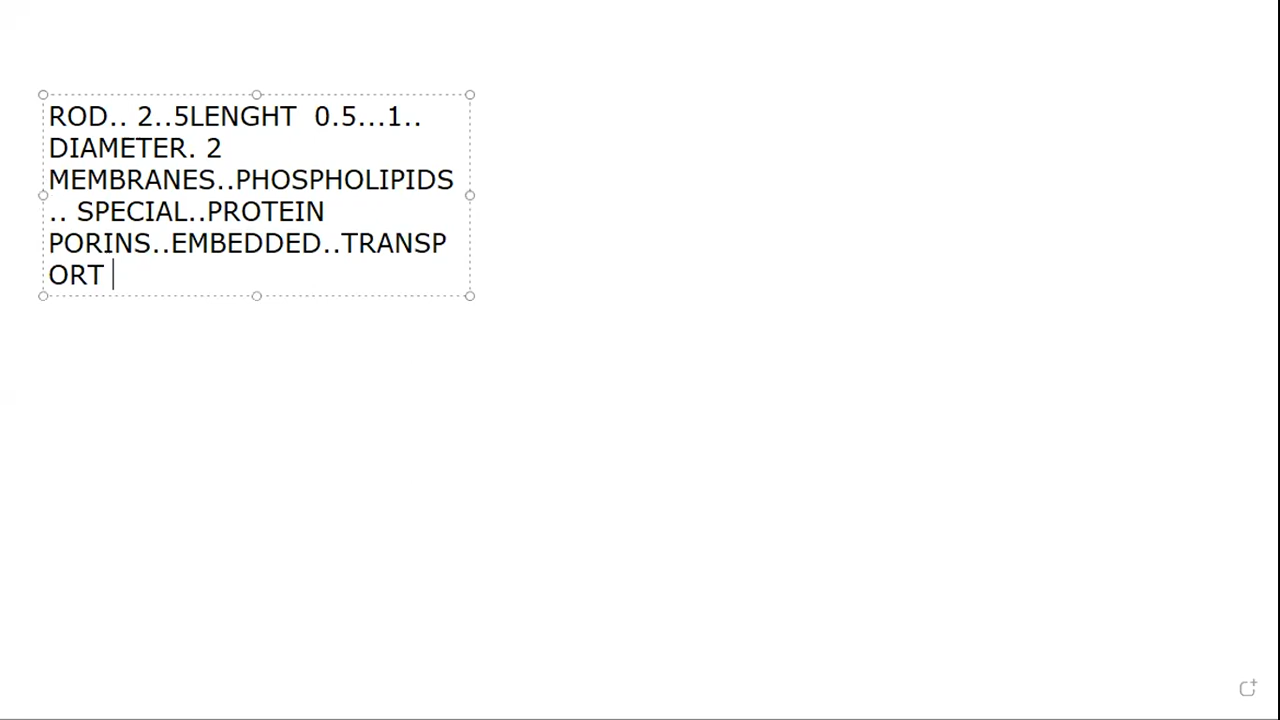 ROD.. 2..5LENGHT  0.5...1..
DIAMETER. 2
MEMBRANES..PHOSPHOLIPIDS
.. SPECIAL..PROTEIN
PORINS..EMBEDDED..TRANSP
ORT